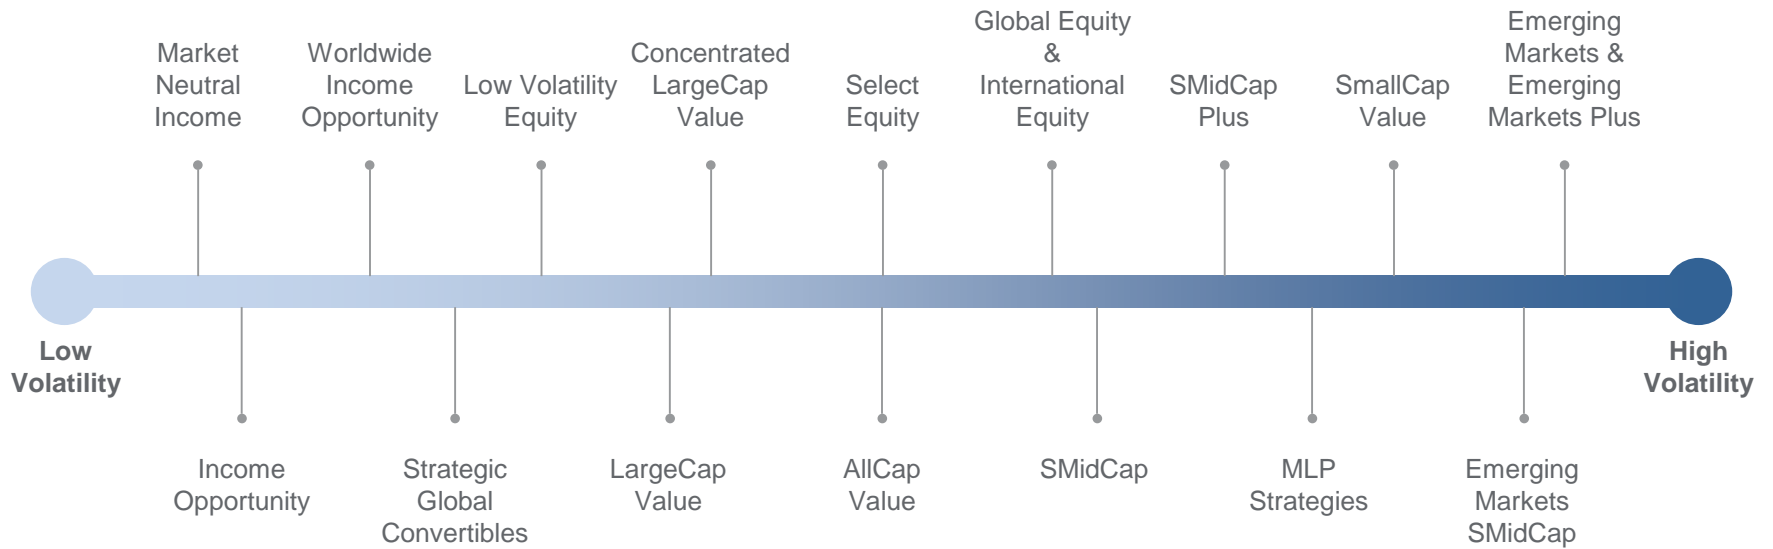 Market
Neutral
Income
Worldwide
Income
Opportunity
Low Volatility
Equity
Concentrated
LargeCap
Value
Select
Equity
Global Equity
&
International
Equity
SMidCap
Plus
SmallCap
Value
Emerging
Markets &
Emerging
Markets Plus
Low
Volatility
High
Volatility
Income
Opportunity
Strategic
Global
Convertibles
LargeCap
Value
AllCap
Value
SMidCap
MLP
Strategies
Emerging
Markets
SMidCap